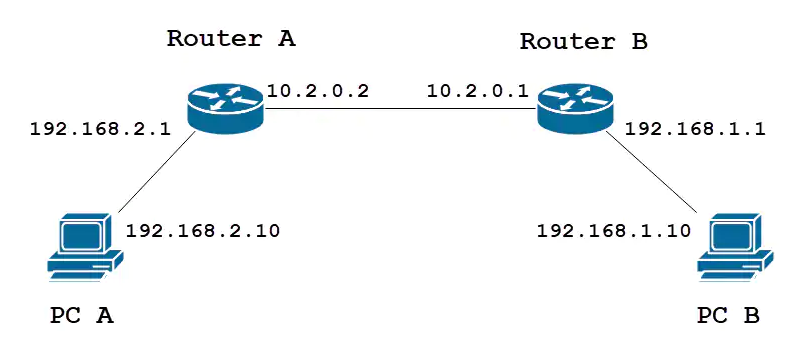 Router A
Router B
10.2.0.2
10.2.0.1
192.168.2.1
192.168.1.1
192.168.2.10
192.168.1.10
PC A
PC B